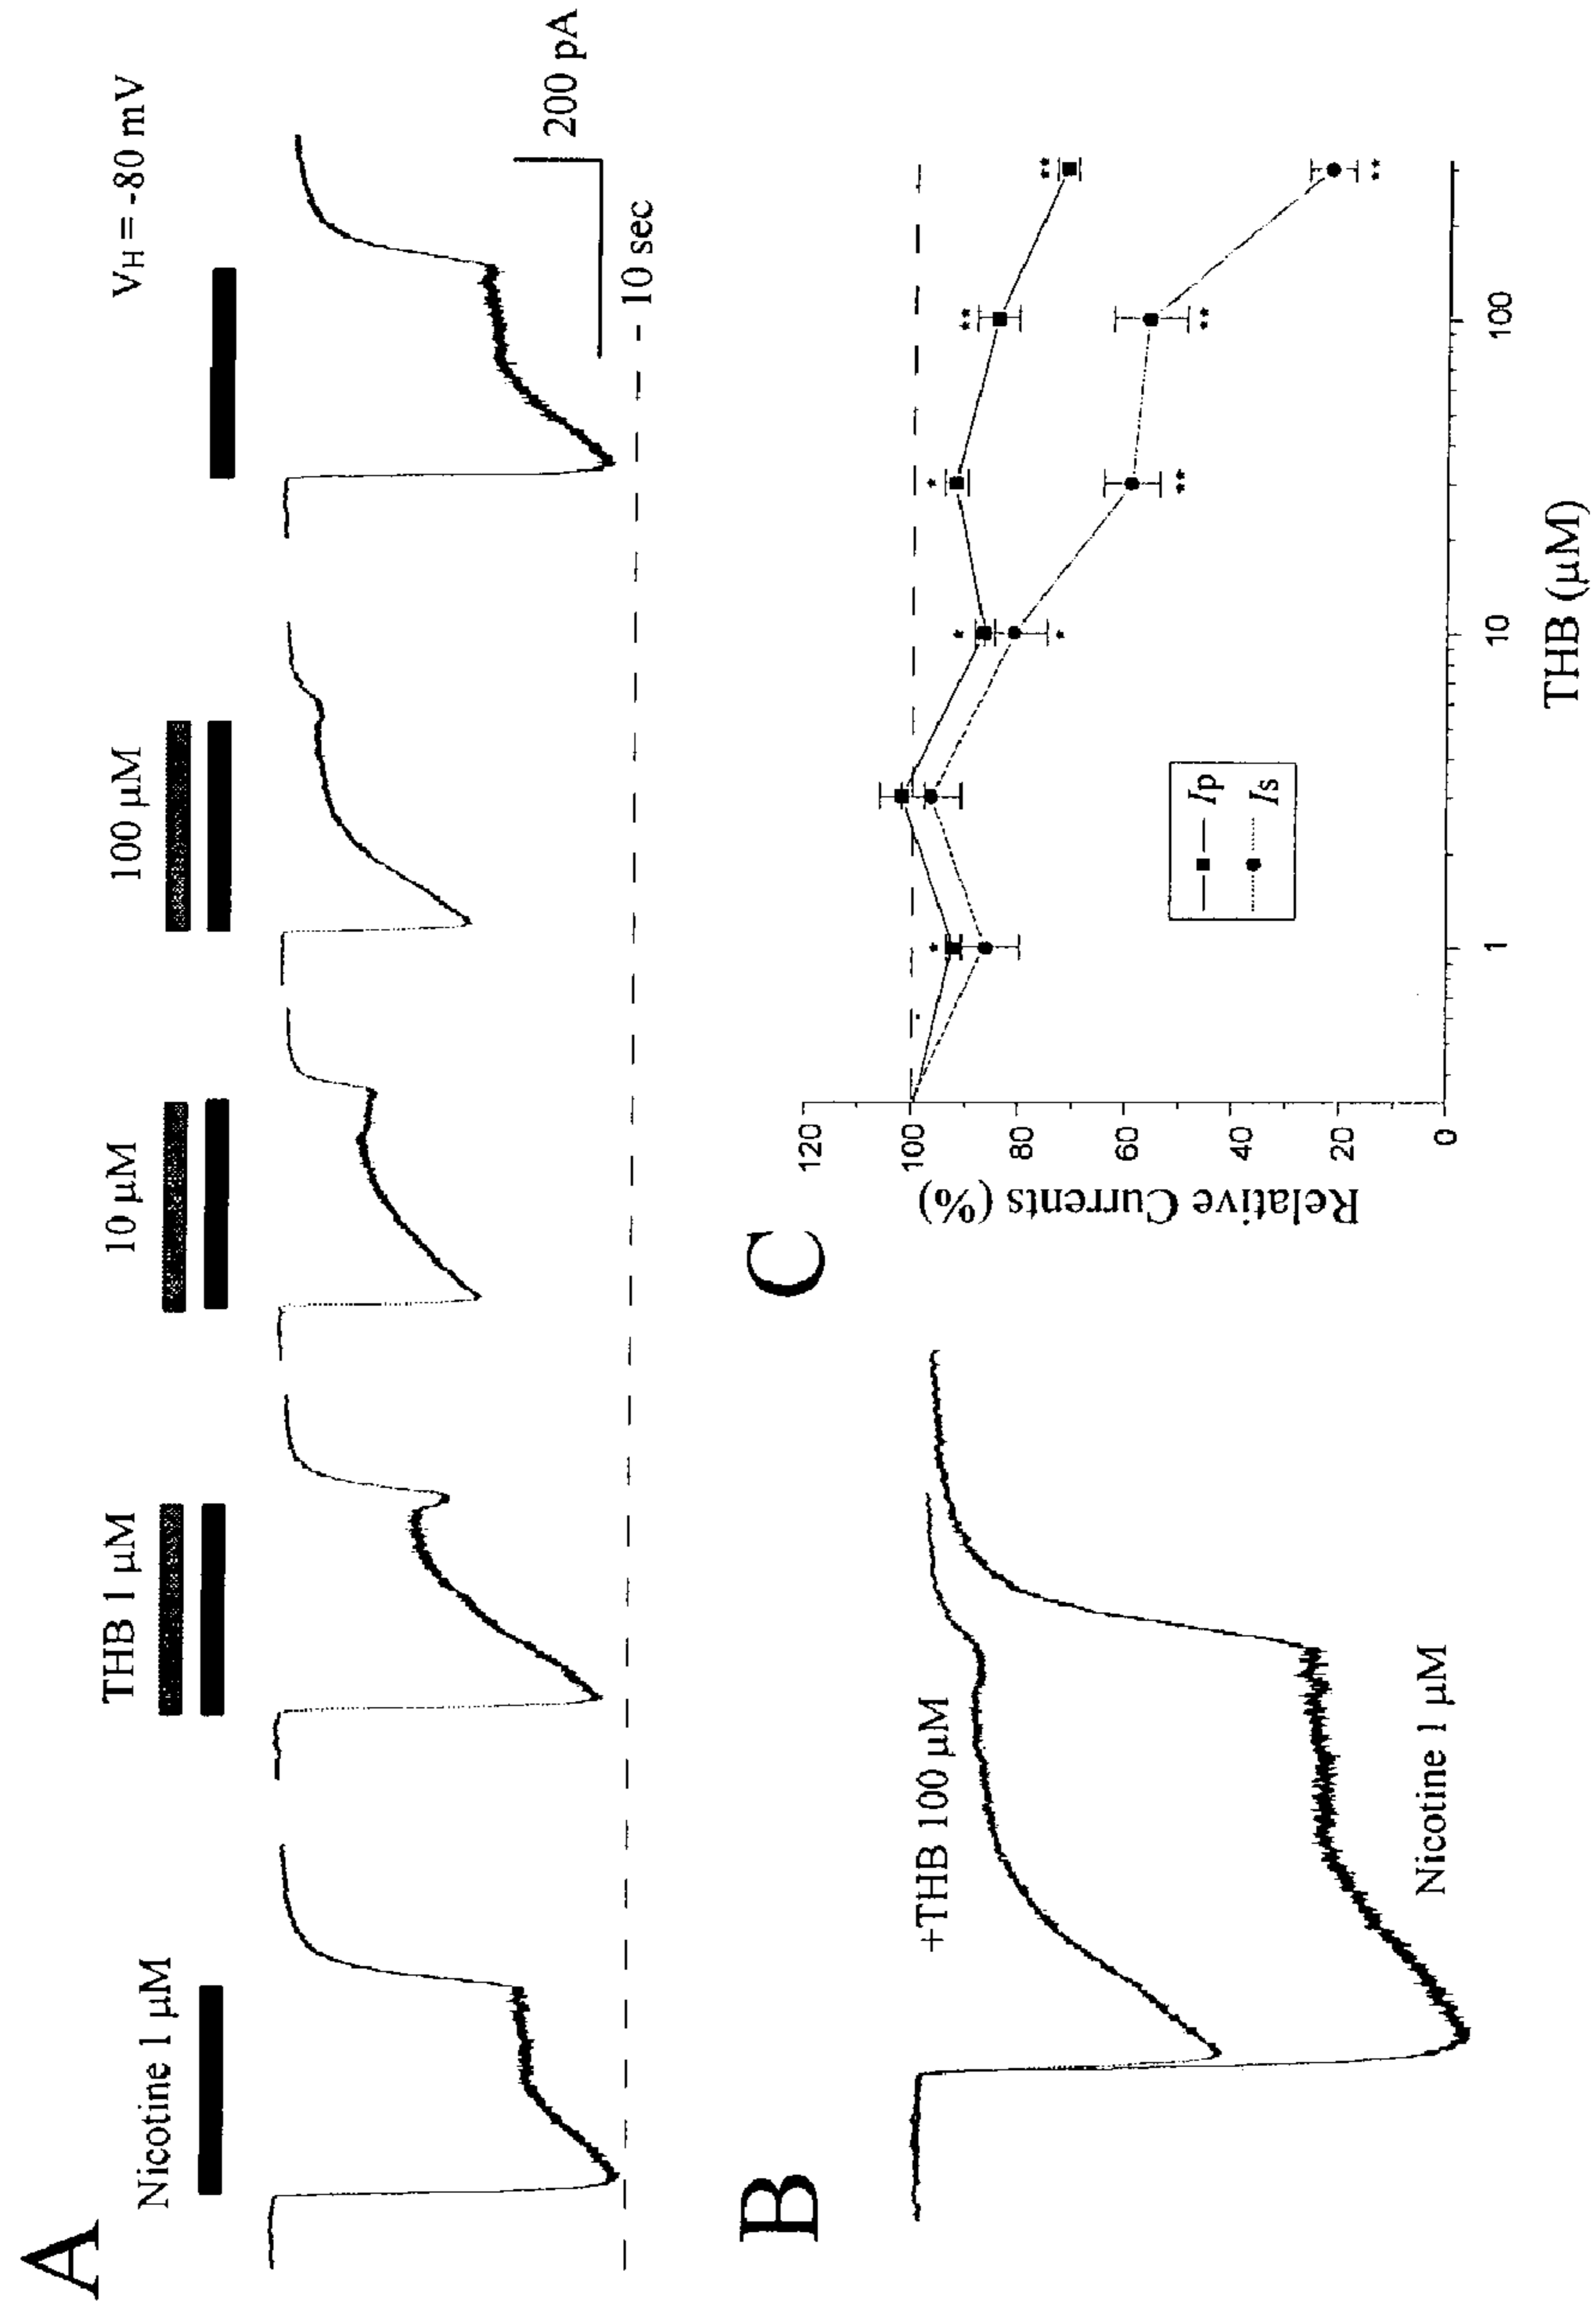 A
Nicotine 1 µM
THB 1 µM
10 µM
100 µM
VH = -80 mV
200 pA
10 sec
B
+THB 100 µM
Nicotine 1 µM
C
Relative Currents (%)
120
100
80
60
40
20
0
*
**
*
*
**
**
*
**
**
**
Ip
Is
1
10
100
THB (µM)